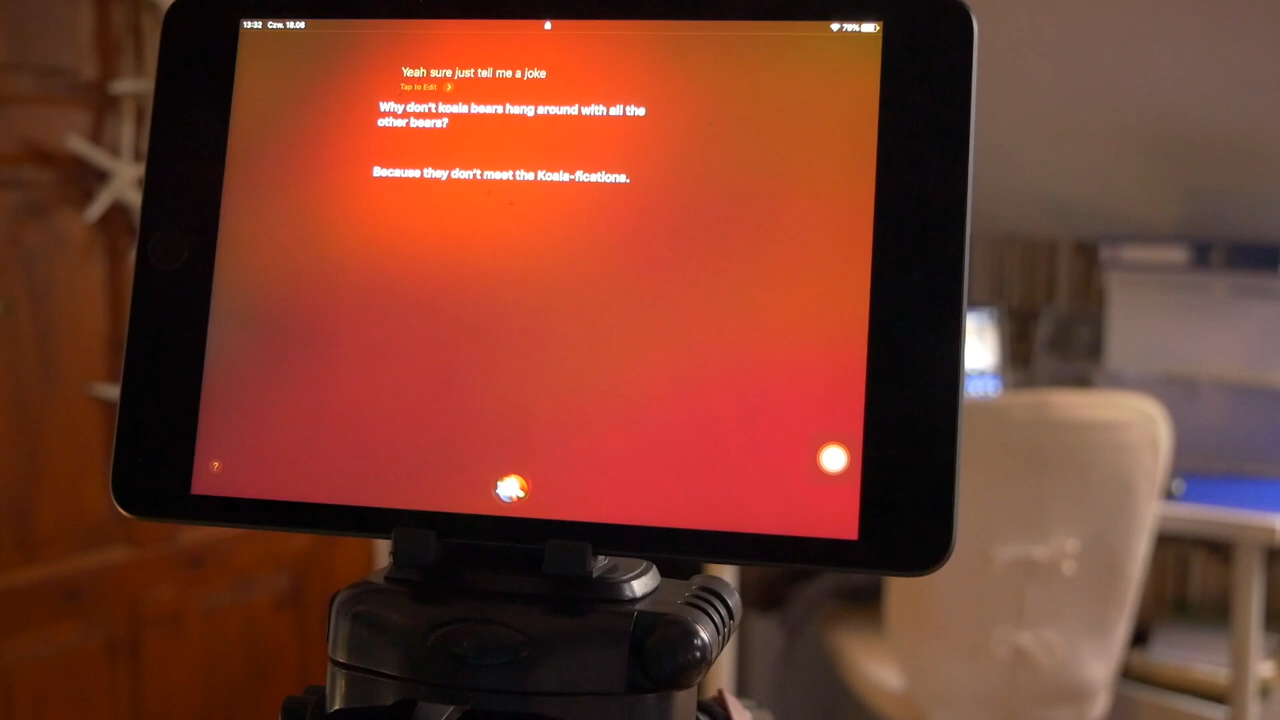 13:32 Czw. 18.06
78%
Yeah sure just tell me a joke
Tap to Edit
Why don't koala bears hang around with all the
other bears?
Because they don't meet the Koala-fications.
?